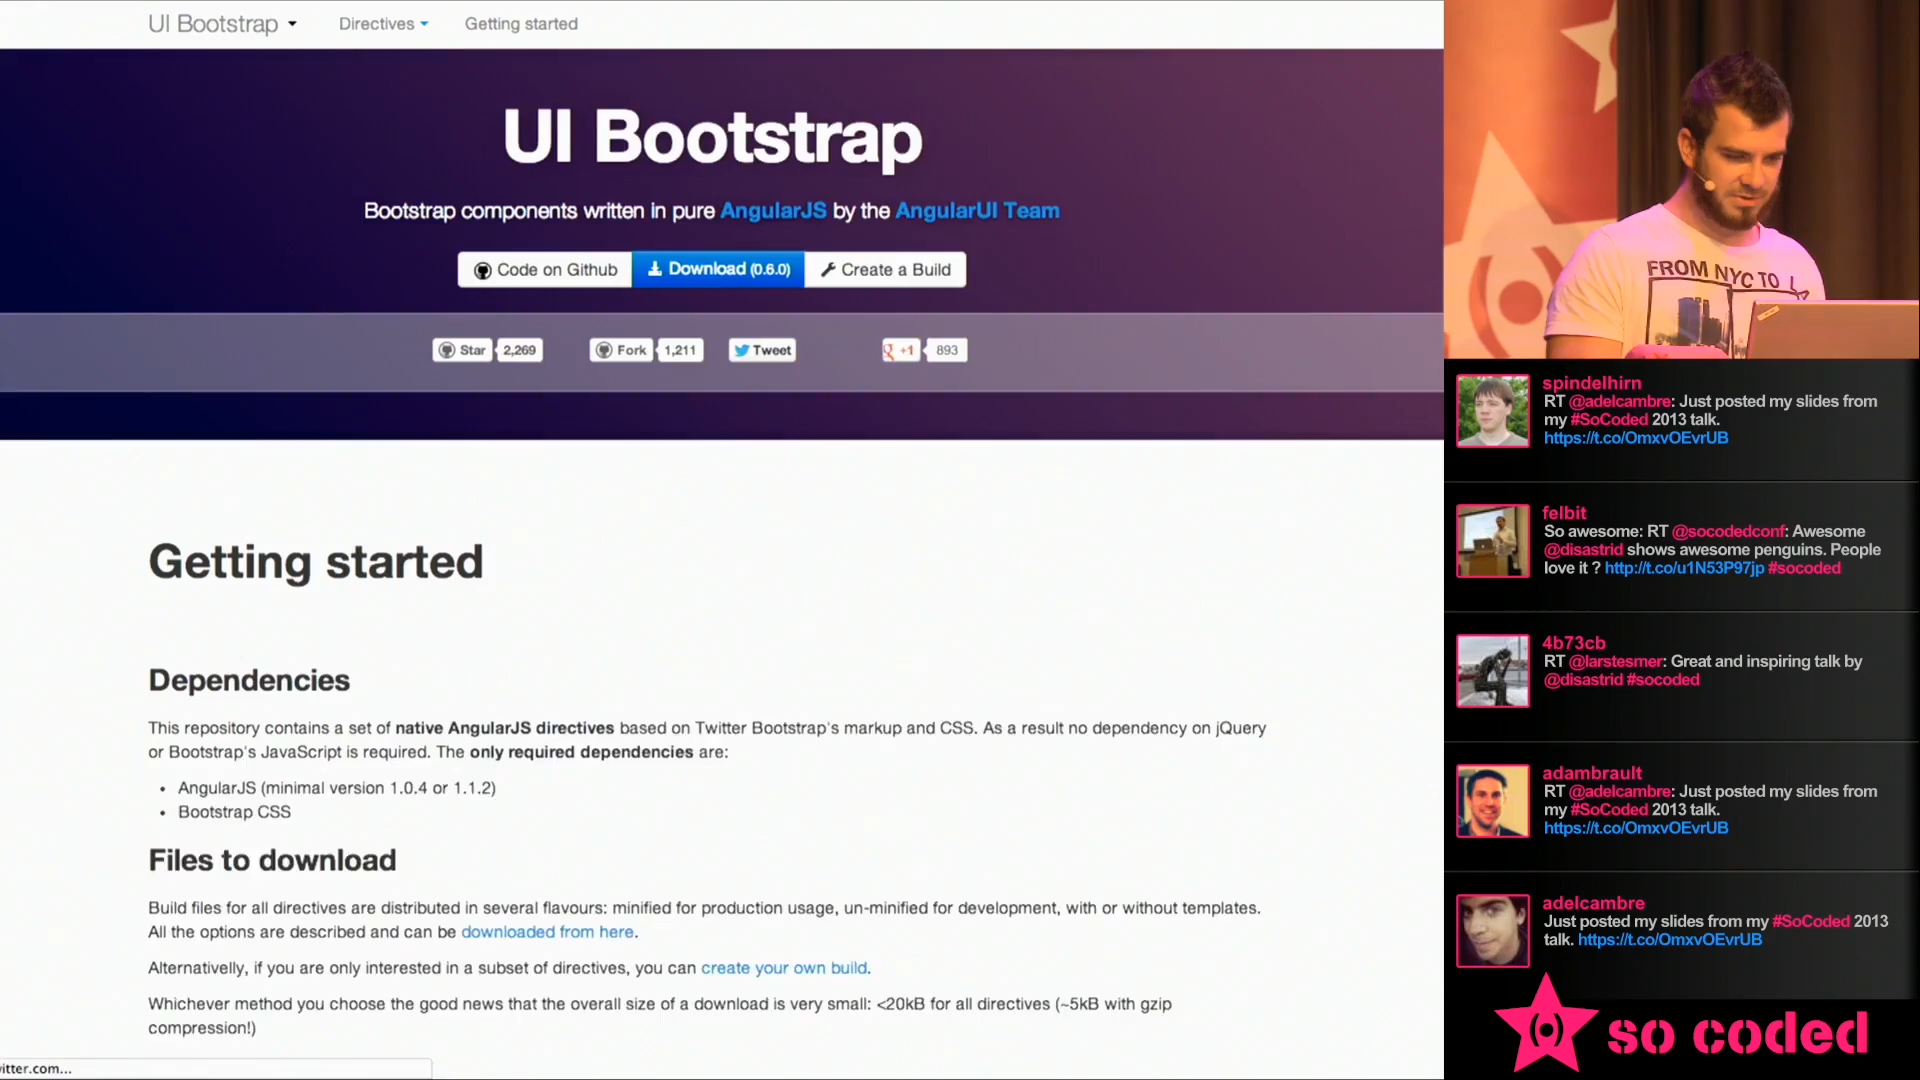 UI Bootstrap
Directives
Getting started
UI Bootstrap
Bootstrap components written in pure AngularJS by the AngularUI Team
Code on Github
Download (0.6.0)
Create a Build
Star 2,269
Fork 1,211
Tweet
+1 893
Getting started
Dependencies
This repository contains a set of native AngularJS directives based on Twitter Bootstrap's markup and CSS. As a result no dependency on jQuery
or Bootstrap's JavaScript is required. The only required dependencies are:
• AngularJS (minimal version 1.0.4 or 1.1.2)
• Bootstrap CSS
Files to download
Build files for all directives are distributed in several flavours: minified for production usage, un-minified for development, with or without templates.
All the options are described and can be downloaded from here.
Alternativelly, if you are only interested in a subset of directives, you can create your own build.
Whichever method you choose the good news that the overall size of a download is very small: <20kB for all directives (~5kB with gzip
compression!)
itter.com...
FROM NYC TO L
spindelhirn
RT @adelcambre: Just posted my slides from
my #SoCoded 2013 talk.
https://t.co/OmxvOEvrUB
felbit
So awesome: RT @socodedconf: Awesome
@disastrid shows awesome penguins. People
love it ? http://t.co/u1N53P97jp #socoded
4b73cb
RT @larstesmer: Great and inspiring talk by
@disastrid #socoded
adambrault
RT @adelcambre: Just posted my slides from
my #SoCoded 2013 talk.
https://t.co/OmxvOEvrUB
adelcambre
Just posted my slides from my #SoCoded 2013
talk. https://t.co/OmxvOEvrUB
so coded